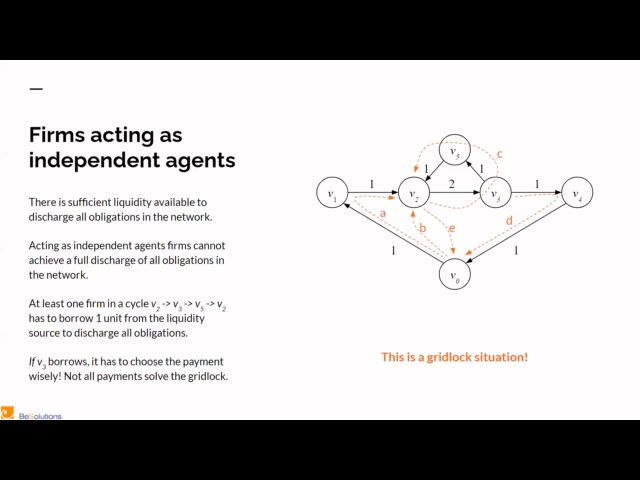 Firms acting as
independent agents
There is sufficient liquidity available to
discharge all obligations in the network.
Acting as independent agents firms cannot
achieve a full discharge of all obligations in
the network.
At least one firm in a cycle v2 -> v3 -> v5 -> v2
has to borrow 1 unit from the liquidity
source to discharge all obligations.
If v3 borrows, it has to choose the payment
wisely! Not all payments solve the gridlock.
v5
c
1
1
v1
1
v2
2
v3
1
v4
a
b
e
d
1
1
v0
This is a gridlock situation!
BeSolutions